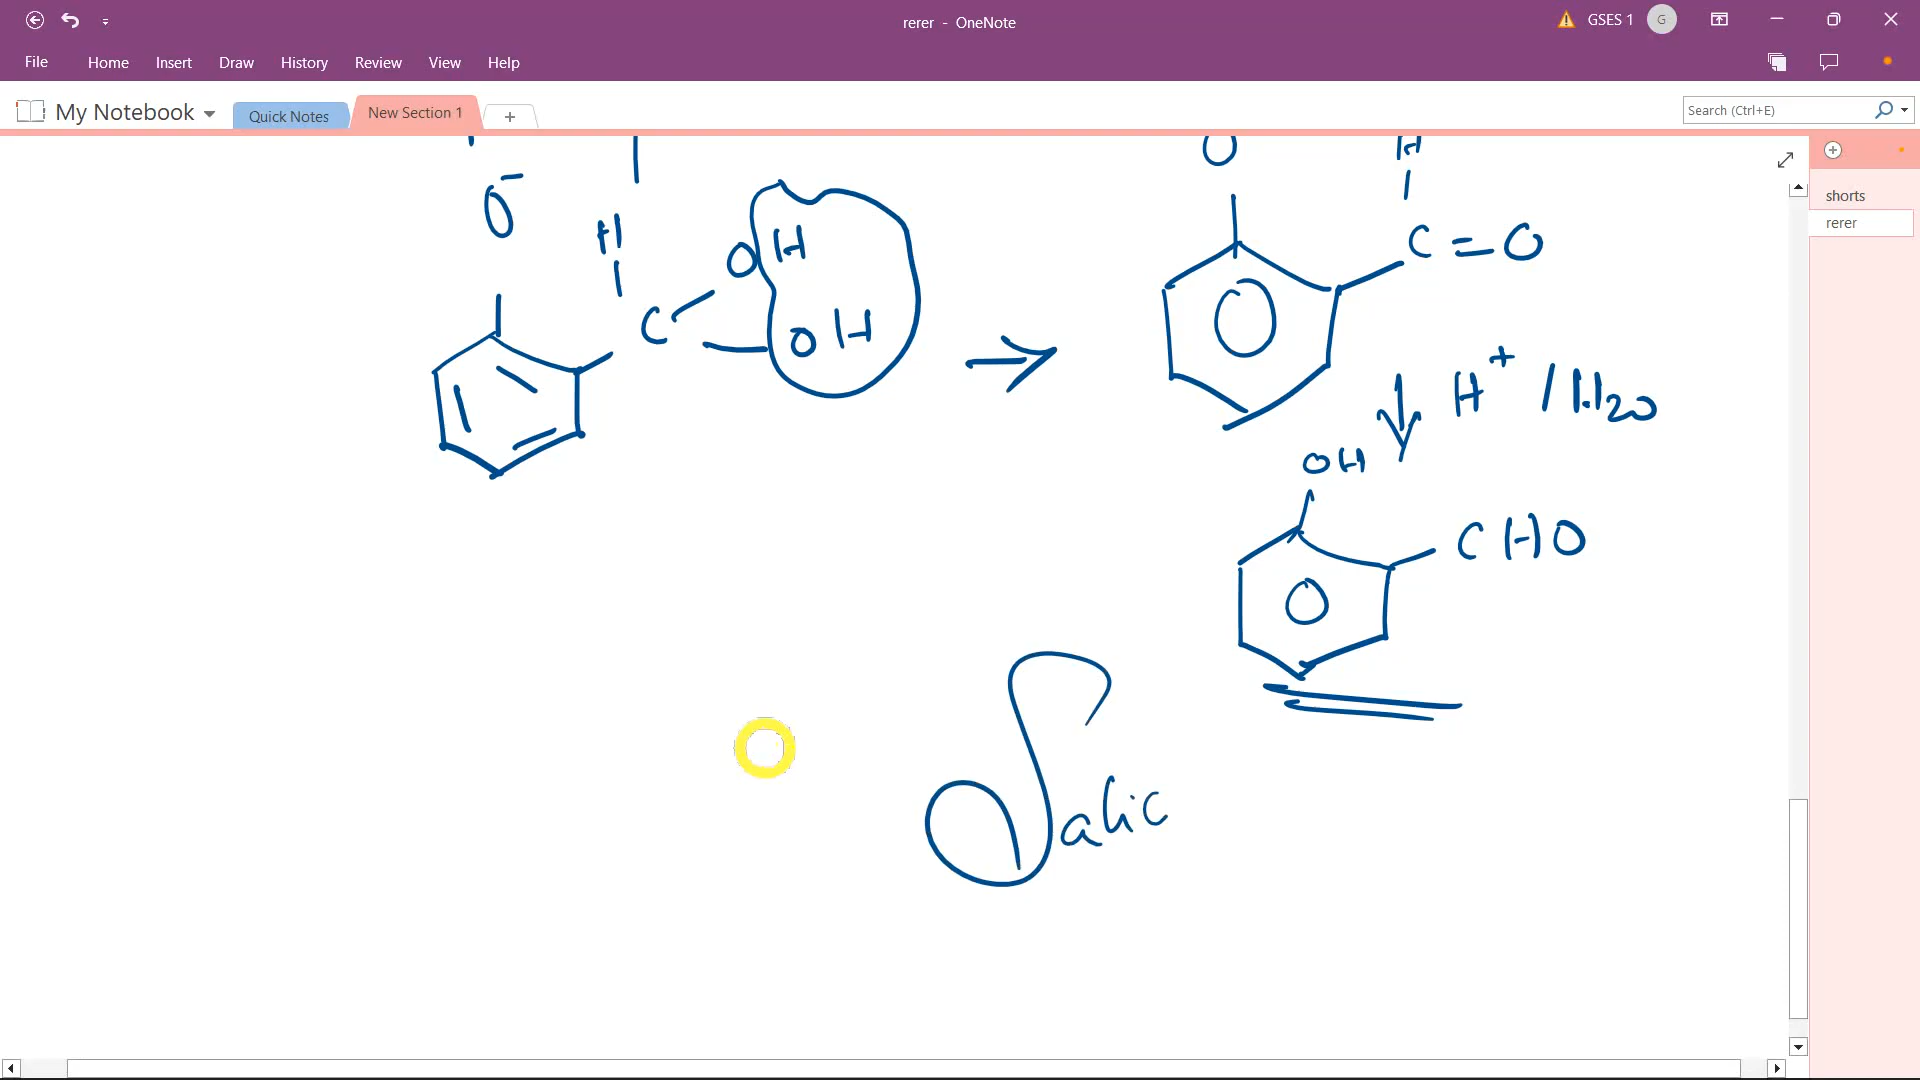 rerer - OneNote
GSES 1
G
File Home Insert Draw History Review View Help
My Notebook
Quick Notes
New Section 1
+
Search (Ctrl+E)
shorts
rerer
O⁻
H
C
OH
OH
O
H
C=O
H⁺ / H₂O
OH
CHO
Salic